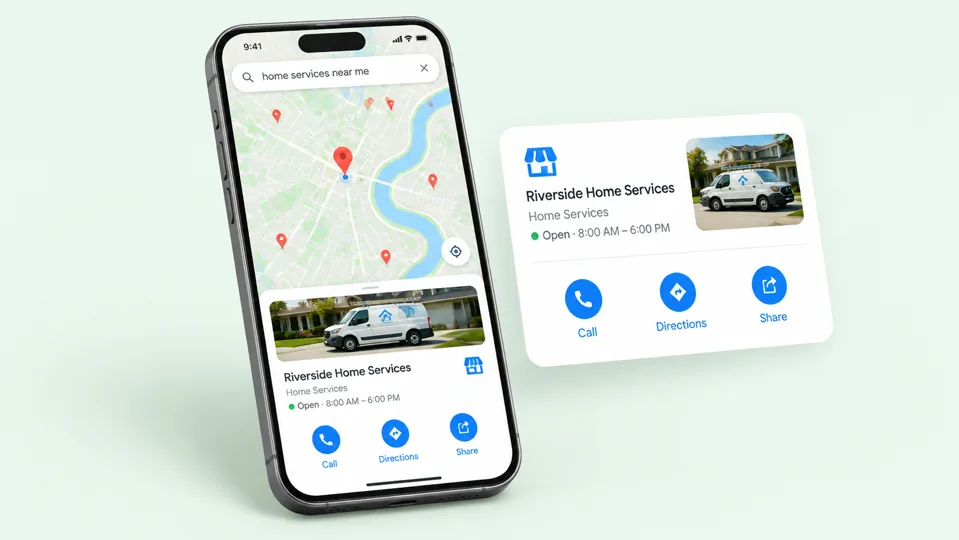 9:41
home services near me
Riverside Home Services
Home Services
Open · 8:00 AM – 6:00 PM
Call
Directions
Share
Riverside Home Services
Home Services
Open · 8:00 AM – 6:00 PM
Call
Directions
Share